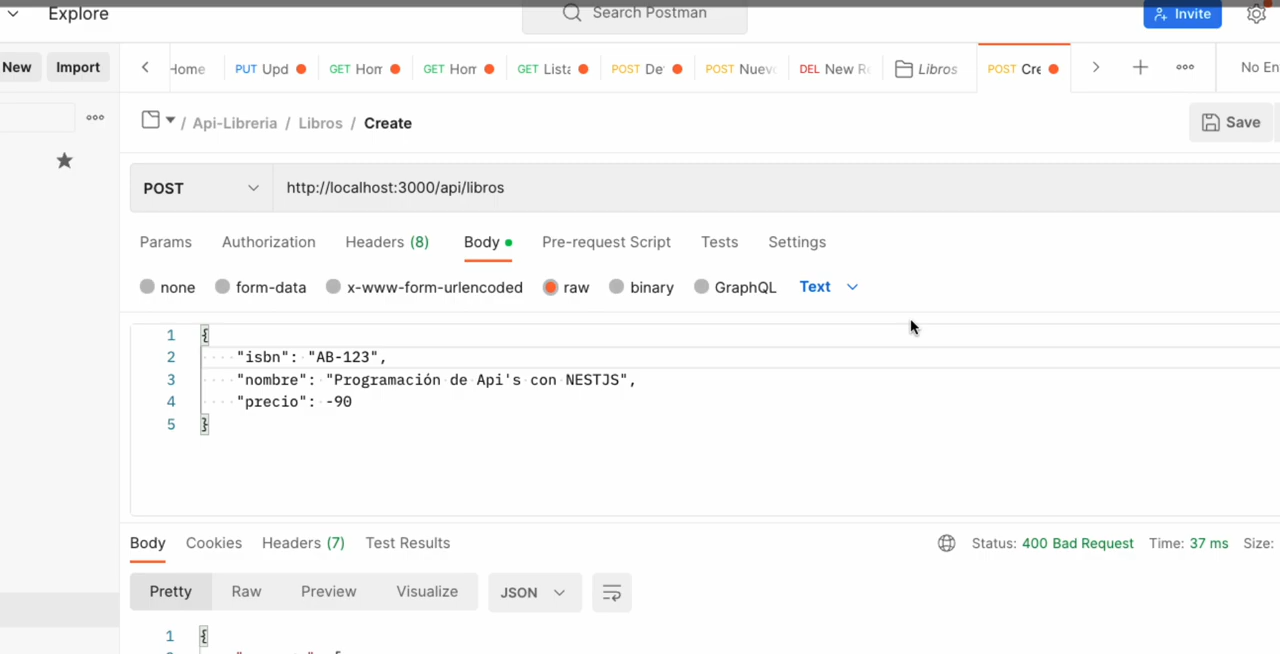 Explore
Search Postman
Invite
New
Import
Home
PUT Upd
GET Hom
GET Hom
GET Lista
POST De
POST Nuev
DEL New Re
Libros
POST Cre
No En
/ Api-Libreria / Libros / Create
Save
POST
http://localhost:3000/api/libros
Params
Authorization
Headers (8)
Body
Pre-request Script
Tests
Settings
none
form-data
x-www-form-urlencoded
raw
binary
GraphQL
Text
1 {
2 "isbn": "AB-123",
3 "nombre": "Programación de Api's con NESTJS",
4 "precio": -90
5 }
Body
Cookies
Headers (7)
Test Results
Status: 400 Bad Request
Time: 37 ms
Size:
Pretty
Raw
Preview
Visualize
JSON
1 {